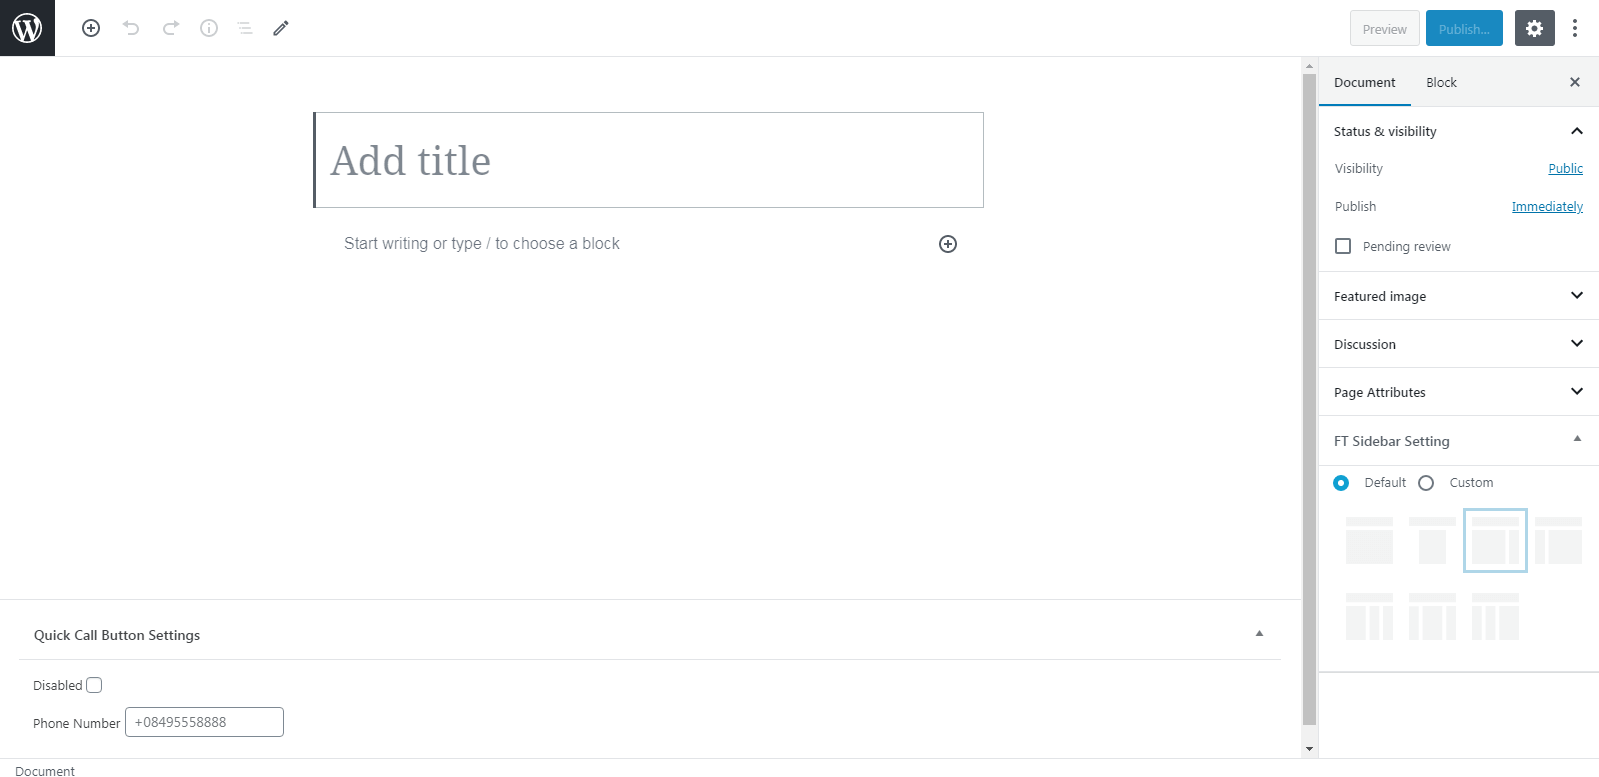 Preview
Publish...
Add title
Start writing or type / to choose a block
Quick Call Button Settings
Disabled
Phone Number +08495558888
Document
Document Block
Status & visibility
Visibility Public
Publish Immediately
Pending review
Featured image
Discussion
Page Attributes
FT Sidebar Setting
Default Custom